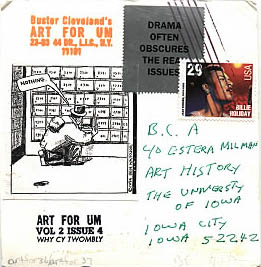 Buster Cleveland's
ART FOR UM
23-03 44 DR., L.I.C., N.Y.
11101
DRAMA
OFTEN
OBSCURES
THE REAL
ISSUES
NOTHING.
29
USA
BILLIE
HOLIDAY
B.C.A
c/o ESTERA MILMAN
ART HISTORY
THE UNIVERSITY
OF IOWA
IOWA CITY
IOWA 52242
ART FOR UM
VOL 2 ISSUE 4
WHY CY TWOMBLY